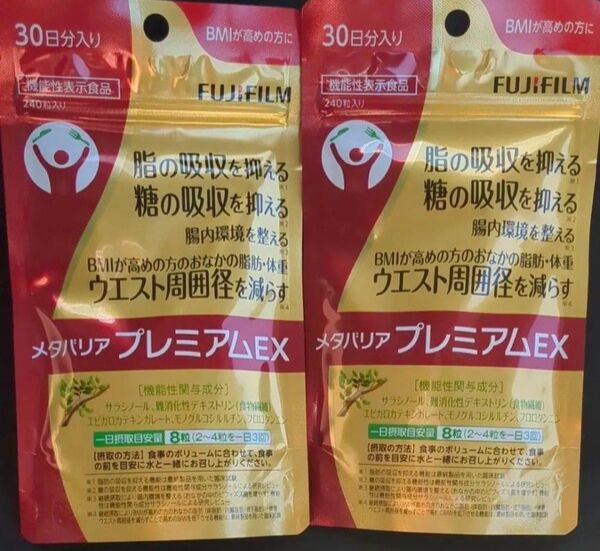 30日分入り
BMIが高めの方に
機能性表示食品
240粒入り
FUJIFILM
脂の吸収を抑える ※1
糖の吸収を抑える ※2
腸内環境を整える ※3
BMIが高めの方のおなかの脂肪・体重
ウエスト周囲径を減らす ※4
メタバリア プレミアムEX
[機能性関与成分]
サラシノール、難消化性デキストリン(食物繊維)
エピガロカテキンガレート、モノグルコシルルチン、フロロタンニン
一日摂取目安量 8粒(2~4粒を一日3回)
[摂取の方法]食事のボリュームに合わせて、食事
の前を目安に水と一緒にお召し上がりください。
30日分入り
BMIが高めの方に
機能性表示食品
240粒入り
FUJIFILM
脂の吸収を抑える ※1
糖の吸収を抑える ※2
腸内環境を整える ※3
BMIが高めの方のおなかの脂肪・体重
ウエスト周囲径を減らす ※4
メタバリア プレミアムEX
[機能性関与成分]
サラシノール、難消化性デキストリン(食物繊維)
エピガロカテキンガレート、モノグルコシルルチン、フロロタンニン
一日摂取目安量 8粒(2~4粒を一日3回)
[摂取の方法]食事のボリュームに合わせて、食事
の前を目安に水と一緒にお召し上がりください。